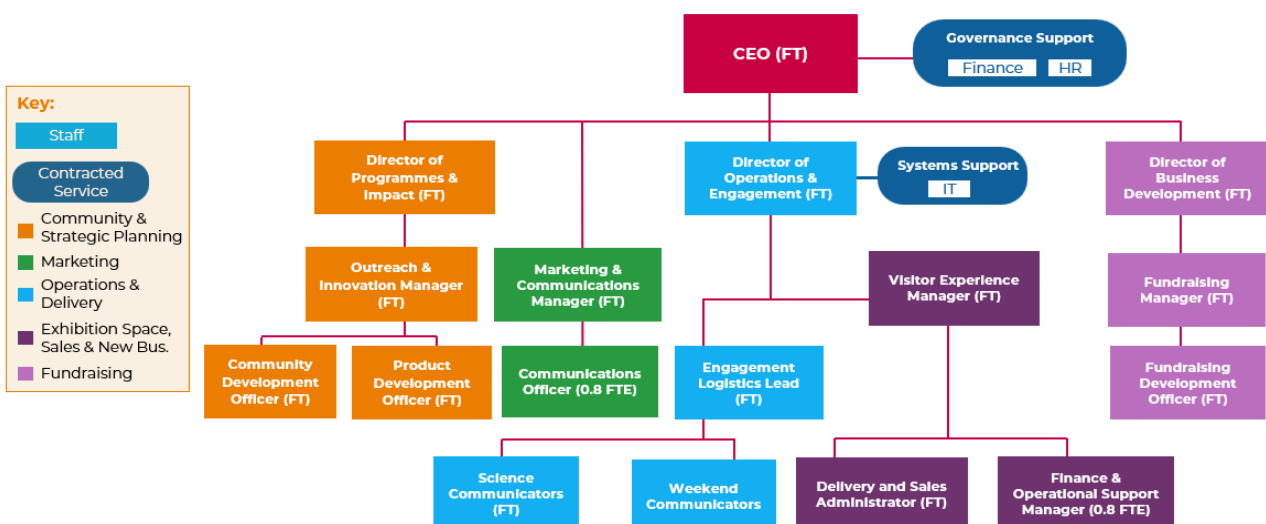 CEO (FT)
Governance Support
Finance
HR
Key:
Staff
Contracted
Service
Community &
Strategic Planning
Marketing
Operations &
Delivery
Exhibition Space,
Sales & New Bus.
Fundraising
Director of
Programmes &
Impact (FT)
Director of
Operations &
Engagement (FT)
Systems Support
IT
Director of
Business
Development (FT)
Outreach &
Innovation Manager
(FT)
Marketing &
Communications
Manager (FT)
Visitor Experience
Manager (FT)
Fundraising
Manager (FT)
Community
Development
Officer (FT)
Product
Development
Officer (FT)
Communications
Officer (0.8 FTE)
Engagement
Logistics Lead
(FT)
Fundraising
Development
Officer (FT)
Science
Communicators
(FT)
Weekend
Communicators
Delivery and Sales
Administrator (FT)
Finance &
Operational Support
Manager (0.8 FTE)